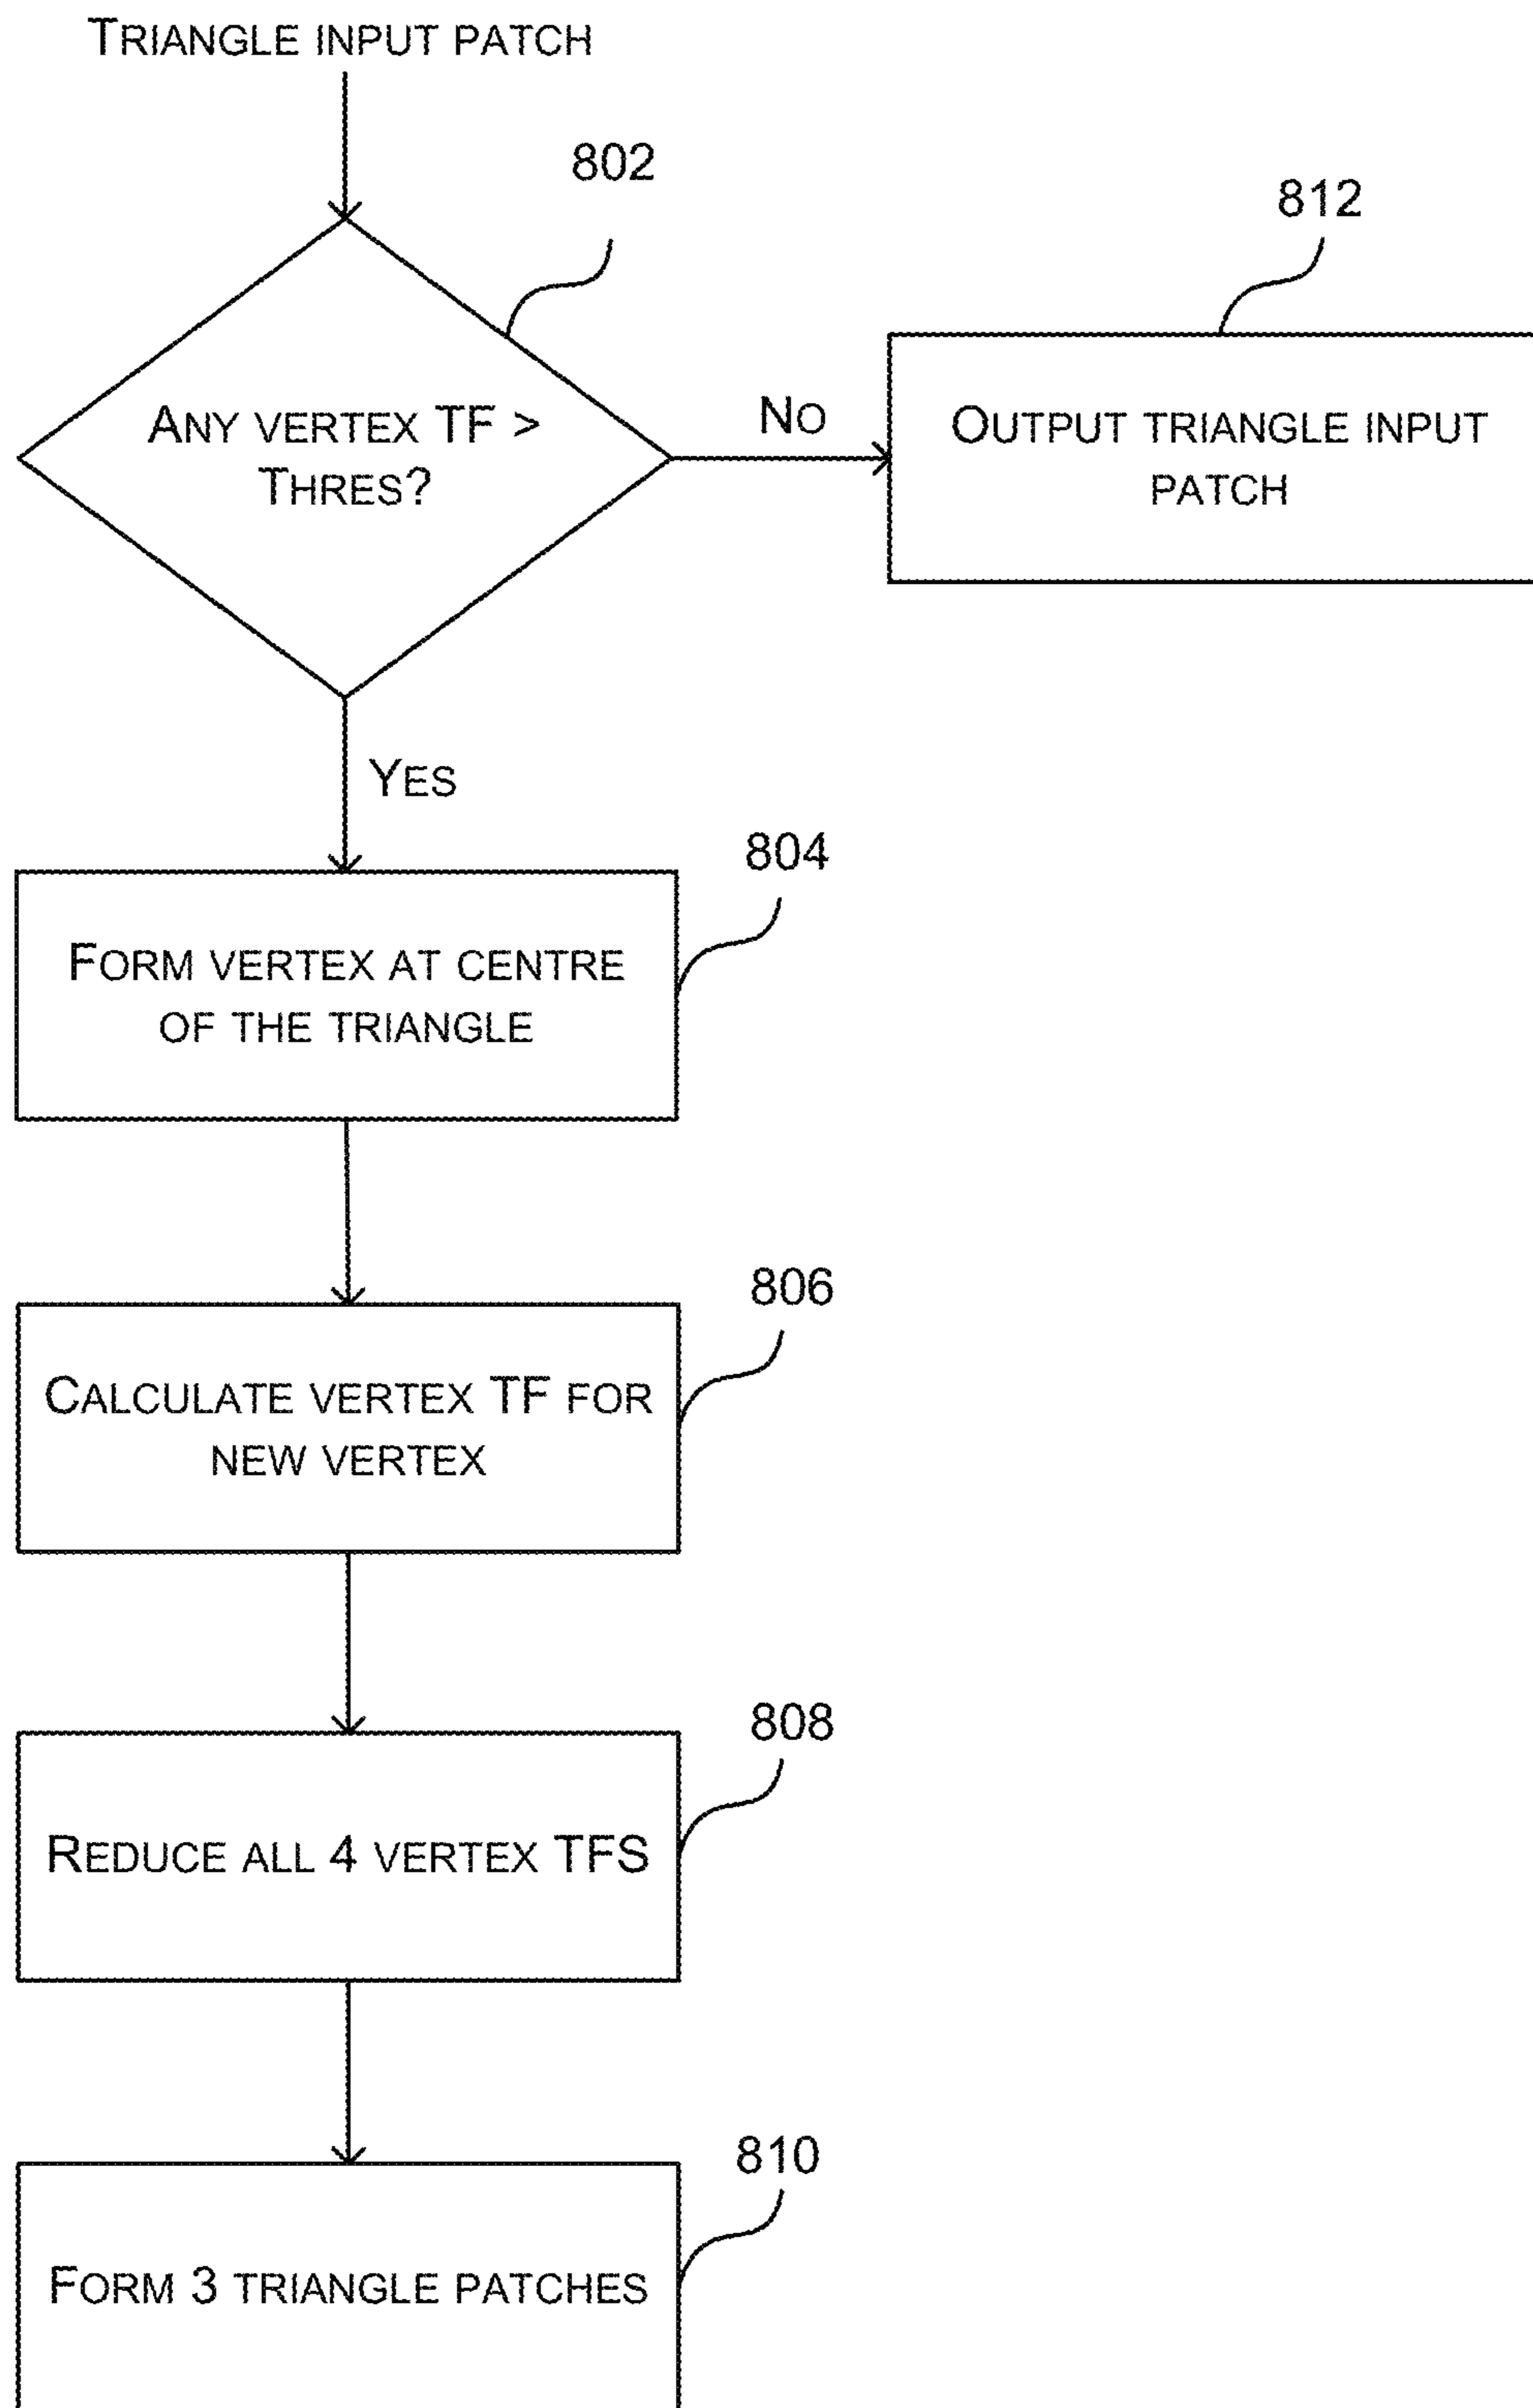 TRIANGLE INPUT PATCH
802
812
ANY VERTEX TF >
THRES?
NO
OUTPUT TRIANGLE INPUT
PATCH
YES
804
FORM VERTEX AT CENTRE
OF THE TRIANGLE
806
CALCULATE VERTEX TF FOR
NEW VERTEX
808
REDUCE ALL 4 VERTEX TFS
810
FORM 3 TRIANGLE PATCHES